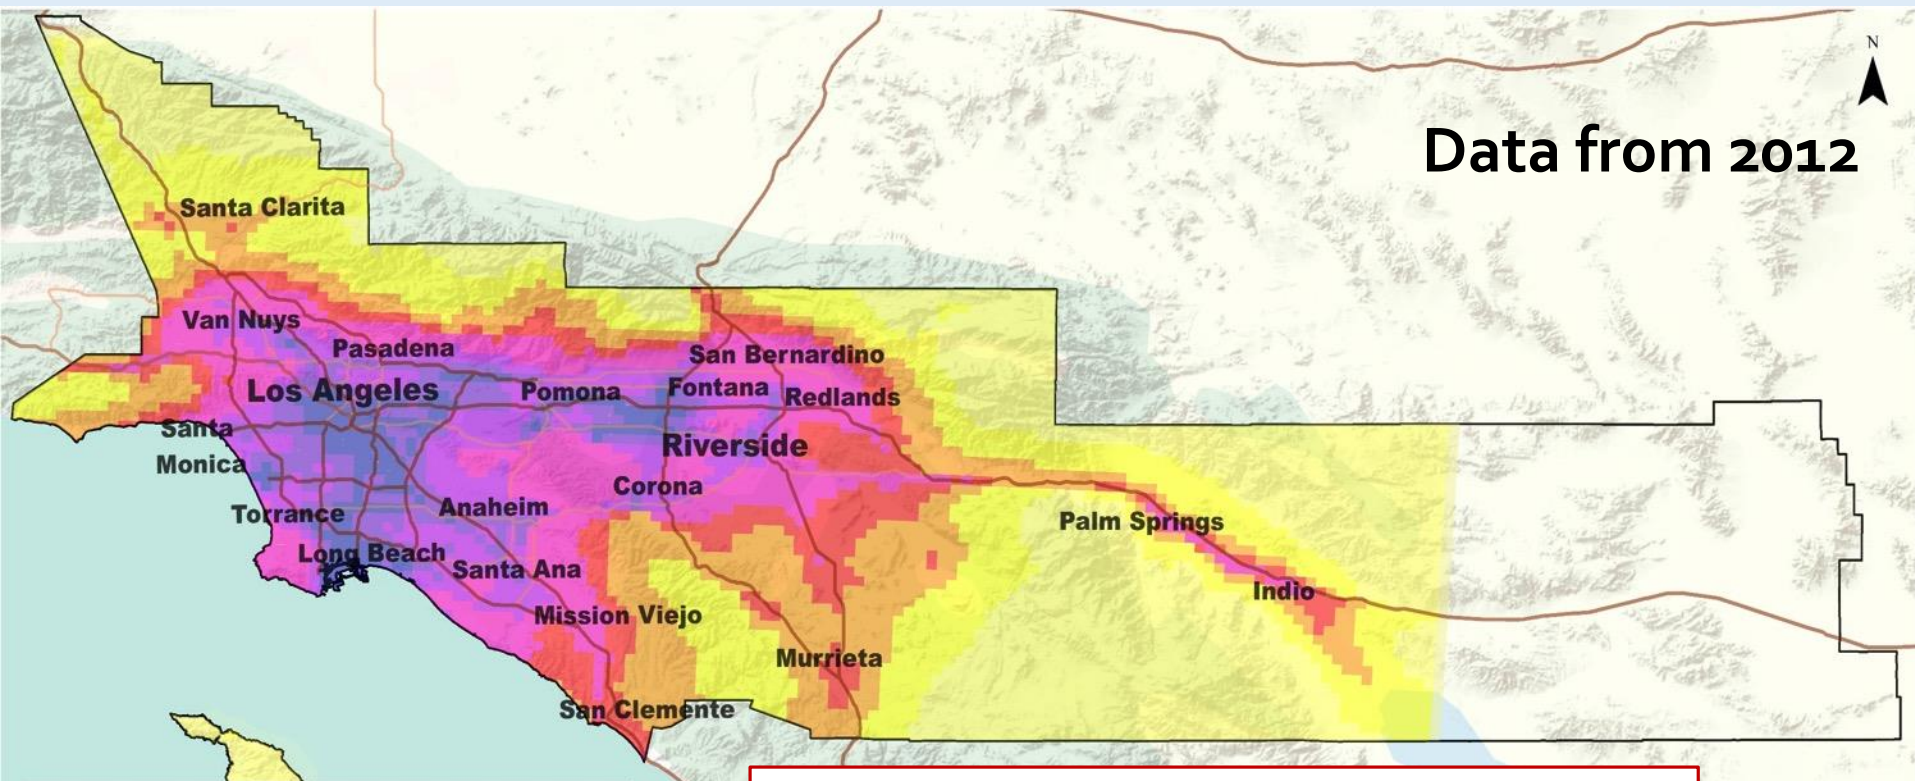 N
Data from 2012
Santa Clarita
Van Nuys
Pasadena
San Bernardino
Los Angeles
Pomona
Fontana
Redlands
Santa
Monica
Riverside
Corona
Torrance
Anaheim
Palm Springs
Long Beach
Santa Ana
Indio
Mission Viejo
Murrieta
San Clemente